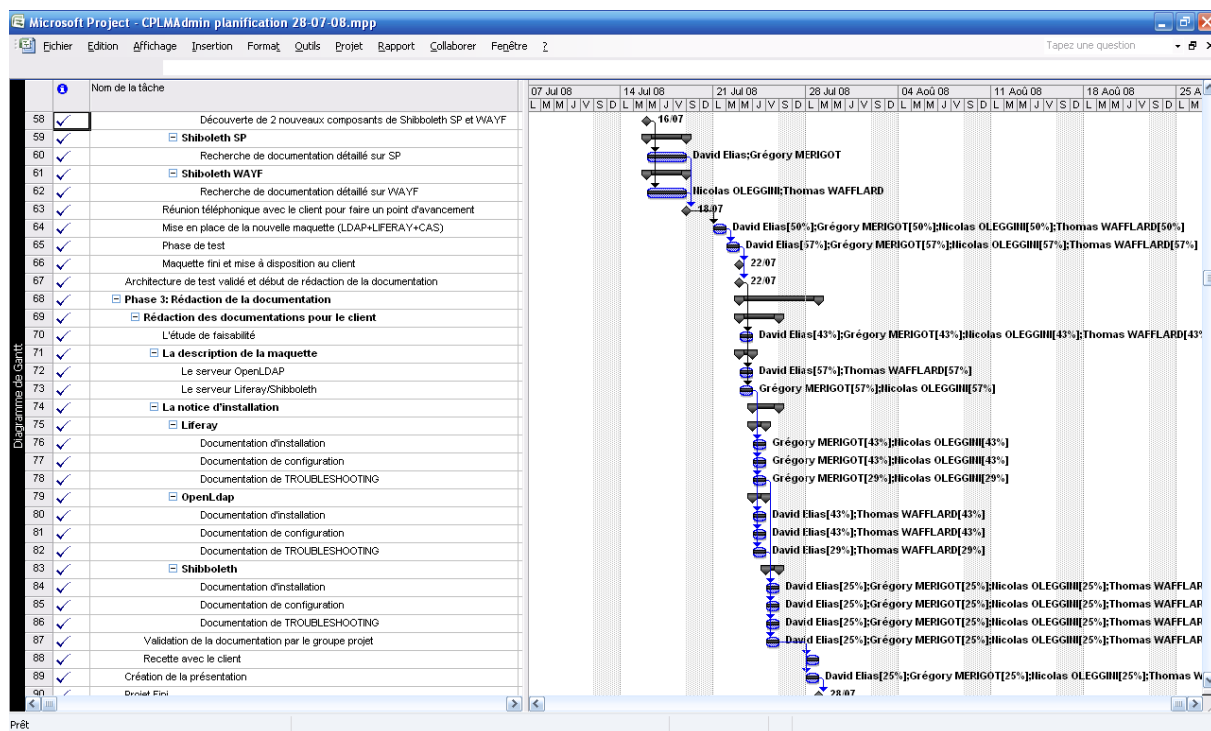 Microsoft Project - CPLMAdmin planification 28-07-08.mpp
Fichier Edition Affichage Insertion Format Outils Projet Rapport Collaborer Fenêtre ? Tapez une question
Nom de la tâche
07 Jul 08 14 Jul 08 21 Jul 08 28 Jul 08 04 Aoû 08 11 Aoû 08 18 Aoû 08 25 A
L M M J V S D L M M J V S D L M M J V S D L M M J V S D L M M J V S D L M M J V S D L M M J V S D L M
58 Découverte de 2 nouveaux composants de Shibboleth SP et WAYF 16/07
59 Shiboleth SP
60 Recherche de documentation détaillé sur SP David Elias;Grégory MERIGOT
61 Shiboleth WAYF
62 Recherche de documentation détaillé sur WAYF Nicolas OLEGGINI;Thomas WAFFLARD
63 Réunion téléphonique avec le client pour faire un point d'avancement 18/07
64 Mise en place de la nouvelle maquette (LDAP+LIFERAY+CAS) David Elias[50%];Grégory MERIGOT[50%];Nicolas OLEGGINI[50%];Thomas WAFFLARD[50%]
65 Phase de test David Elias[57%];Grégory MERIGOT[57%];Nicolas OLEGGINI[57%];Thomas WAFFLARD[57%]
66 Maquette fini et mise à disposition au client 22/07
67 Architecture de test validé et début de rédaction de la documentation 22/07
68 Phase 3: Rédaction de la documentation
69 Rédaction des documentations pour le client
70 L'étude de faisabilité David Elias[43%];Grégory MERIGOT[43%];Nicolas OLEGGINI[43%];Thomas WAFFLARD[43%
71 La description de la maquette
72 Le serveur OpenLDAP David Elias[57%];Thomas WAFFLARD[57%]
73 Le serveur Liferay/Shibboleth Grégory MERIGOT[57%];Nicolas OLEGGINI[57%]
74 La notice d'installation
75 Liferay
76 Documentation d'installation Grégory MERIGOT[43%];Nicolas OLEGGINI[43%]
77 Documentation de configuration Grégory MERIGOT[43%];Nicolas OLEGGINI[43%]
78 Documentation de TROUBLESHOOTING Grégory MERIGOT[29%];Nicolas OLEGGINI[29%]
79 OpenLdap
80 Documentation d'installation David Elias[43%];Thomas WAFFLARD[43%]
81 Documentation de configuration David Elias[43%];Thomas WAFFLARD[43%]
82 Documentation de TROUBLESHOOTING David Elias[29%];Thomas WAFFLARD[29%]
83 Shibboleth
84 Documentation d'installation David Elias[25%];Grégory MERIGOT[25%];Nicolas OLEGGINI[25%];Thomas WAFFLAR
85 Documentation de configuration David Elias[25%];Grégory MERIGOT[25%];Nicolas OLEGGINI[25%];Thomas WAFFLAR
86 Documentation de TROUBLESHOOTING David Elias[25%];Grégory MERIGOT[25%];Nicolas OLEGGINI[25%];Thomas WAFFLAR
87 Validation de la documentation par le groupe projet David Elias[25%];Grégory MERIGOT[25%];Nicolas OLEGGINI[25%];Thomas WAFFLAR
88 Recette avec le client
89 Création de la présentation David Elias[25%];Grégory MERIGOT[25%];Nicolas OLEGGINI[25%];Thomas W
90 Projet Fini 28/07
Diagramme de Gantt
Prêt